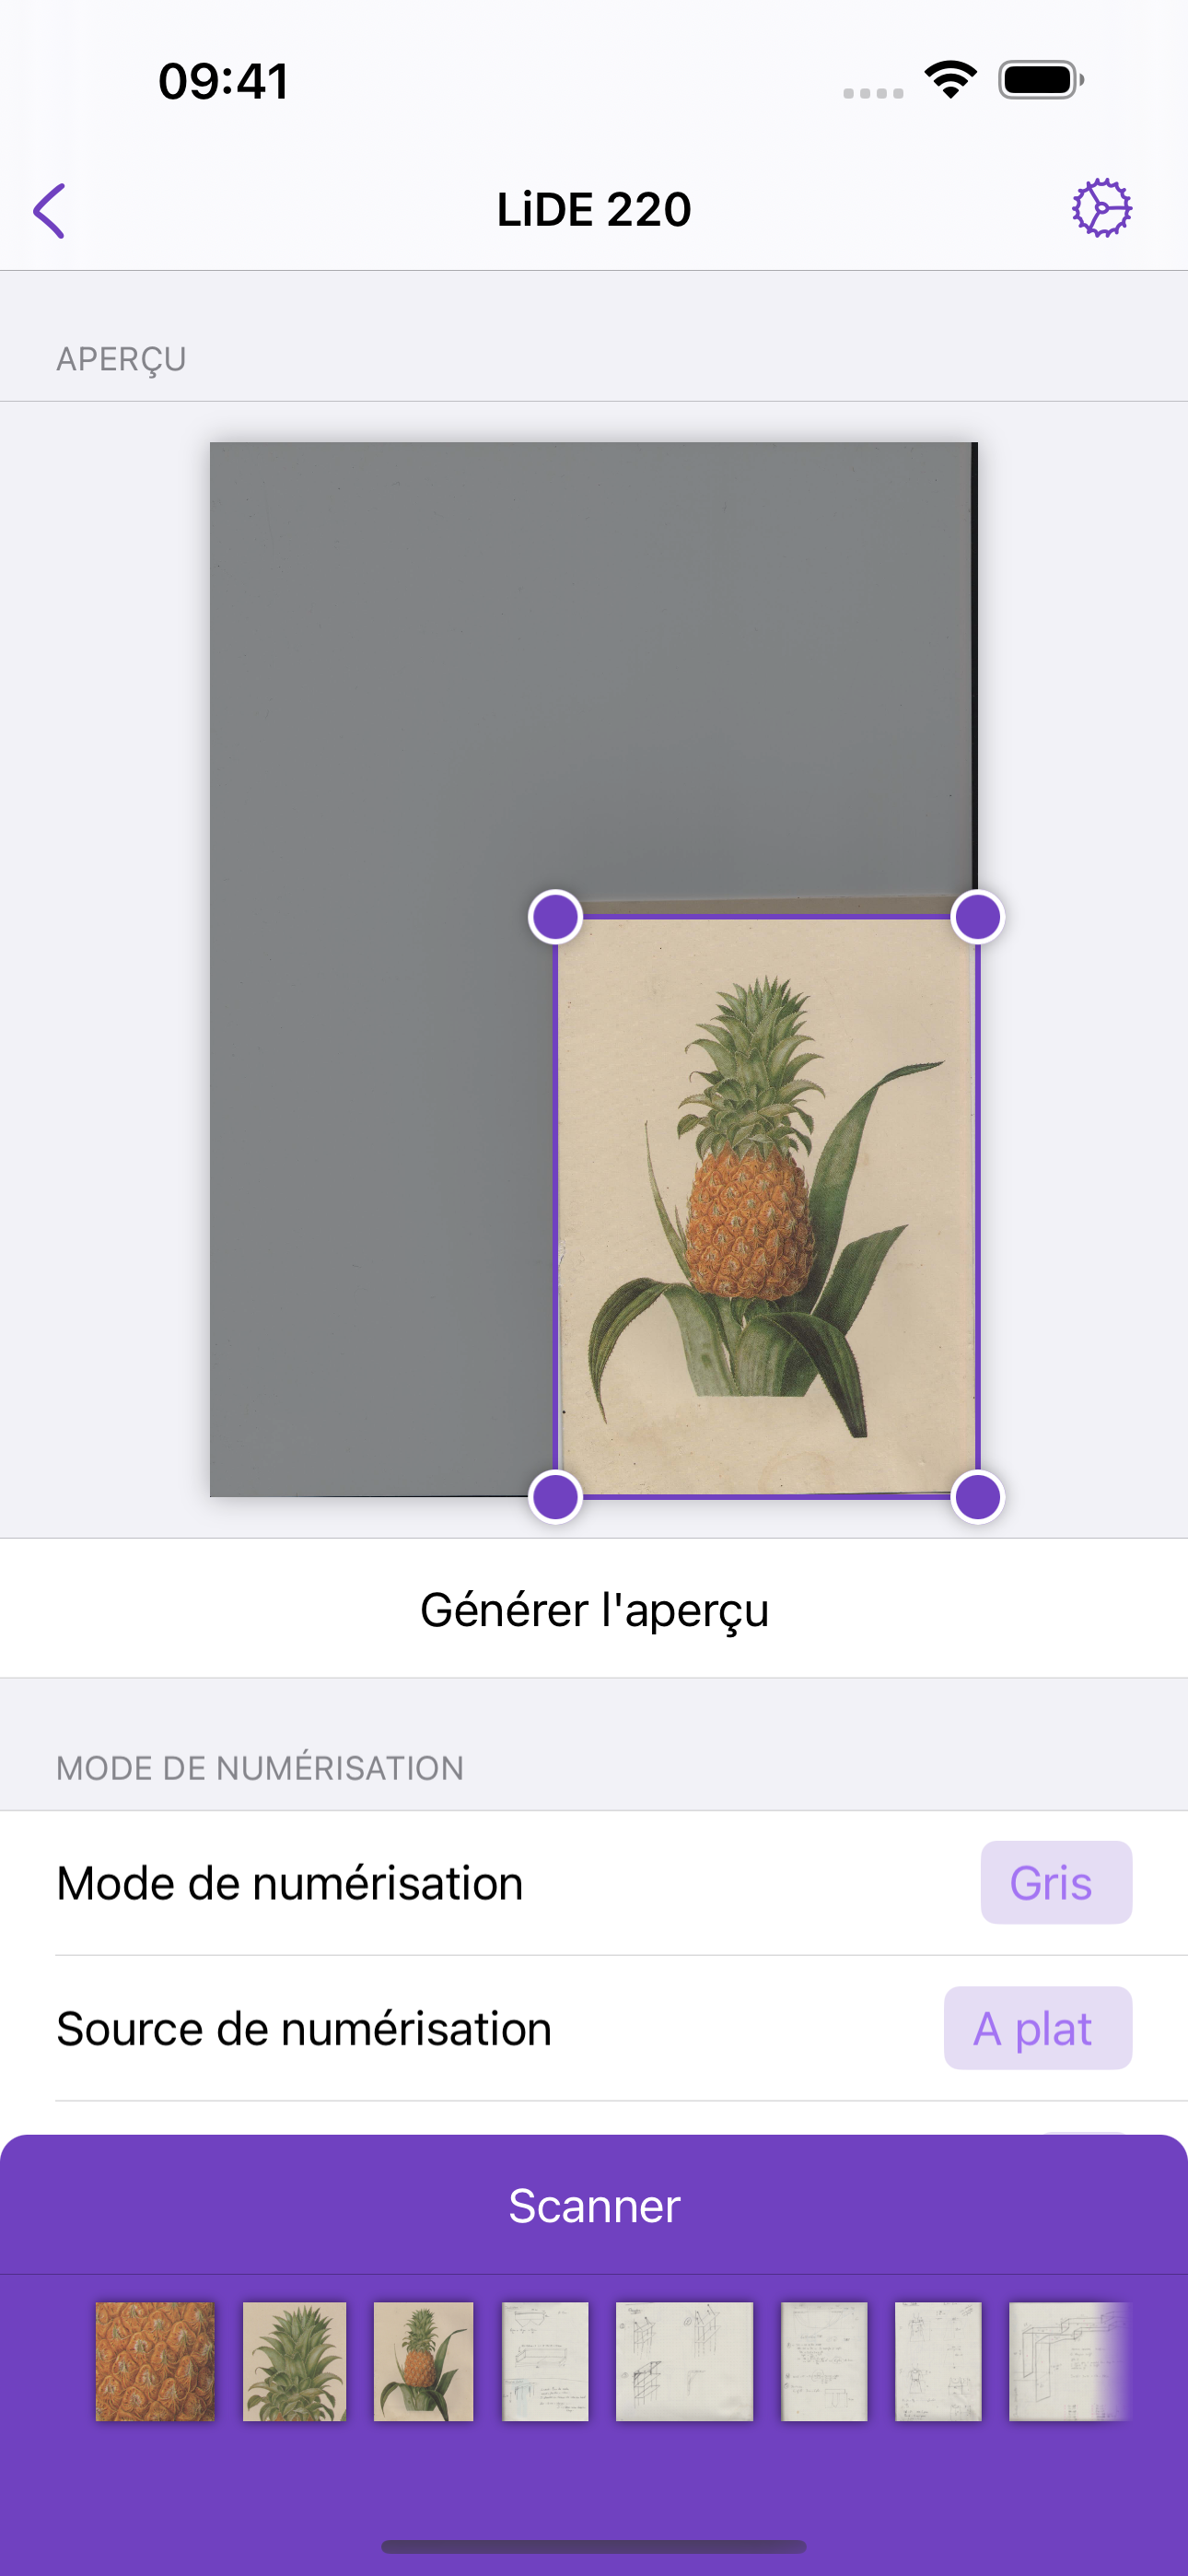 09:41
LiDE 220
APERÇU
Générer l'aperçu
MODE DE NUMÉRISATION
Mode de numérisation
Gris
Source de numérisation
A plat
Scanner